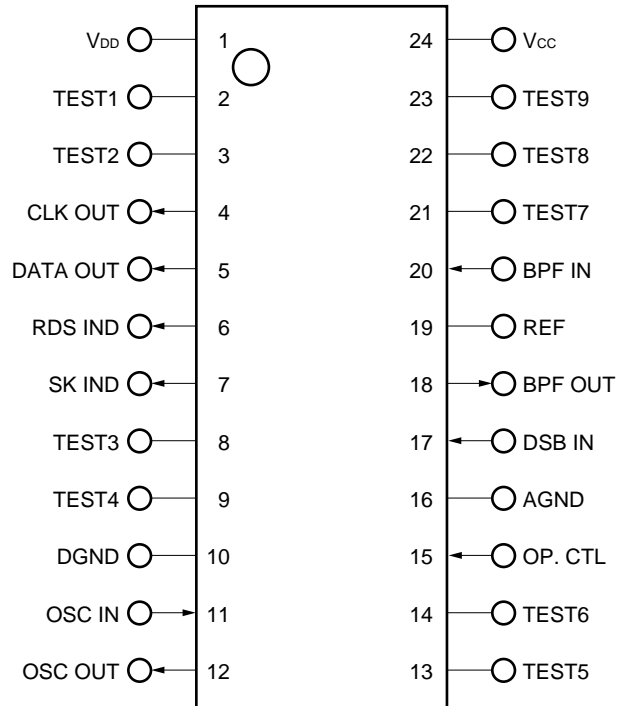 VDD 1 24 VCC
TEST1 2 23 TEST9
TEST2 3 22 TEST8
CLK OUT 4 21 TEST7
DATA OUT 5 20 BPF IN
RDS IND 6 19 REF
SK IND 7 18 BPF OUT
TEST3 8 17 DSB IN
TEST4 9 16 AGND
DGND 10 15 OP. CTL
OSC IN 11 14 TEST6
OSC OUT 12 13 TEST5